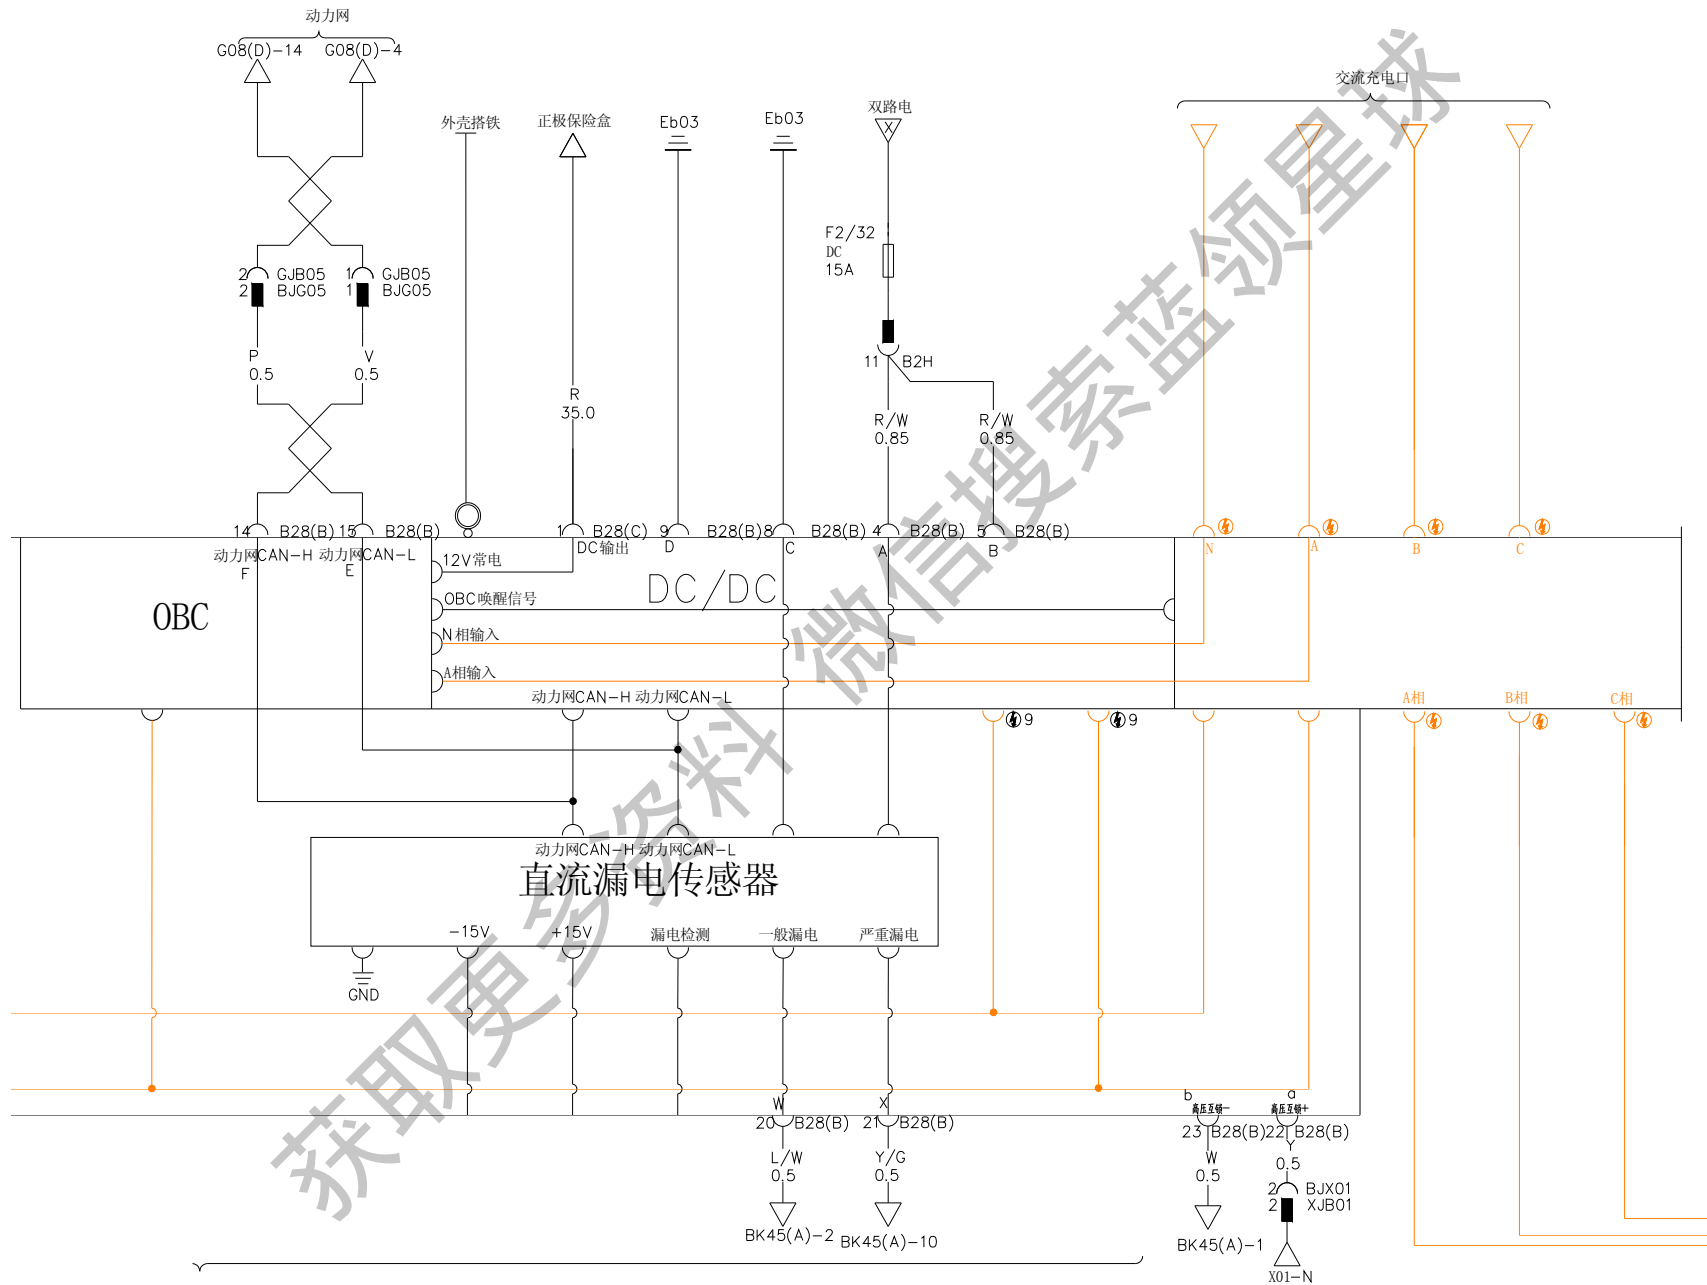 动力网
G08(D)-14 G08(D)-4
交流充电口
双路电
外壳搭铁 正极保险盒 Eb03 Eb03
X
F2/32
DC
15A
2 GJB05 1 GJB05
2 BJG05 1 BJG05
P V
0.5 0.5
11 B2H
R
35.0
R/W R/W
0.85 0.85
14 B28(B) 15 B28(B) 1 B28(C) 9 B28(B) 8 B28(B) 4 B28(B) 5 B28(B)
动力网CAN-H 动力网CAN-L DC输出 D C A B N A B C
F E
12V常电
OBC DC/DC
OBC唤醒信号
N相输入
A相输入
动力网CAN-H 动力网CAN-L
A相 B相 C相
9 9
动力网CAN-H 动力网CAN-L
直流漏电传感器
-15V +15V 漏电检测 一般漏电 严重漏电
GND
W X b a
高压互锁- 高压互锁+
20 B28(B) 21 B28(B) 23 B28(B) 22 B28(B)
L/W Y/G W Y
0.5 0.5 0.5 0.5
2 BJX01
2 XJB01
BK45(A)-2 BK45(A)-10 BK45(A)-1
X01-N
获取更多资料 微信搜索蓝领星球